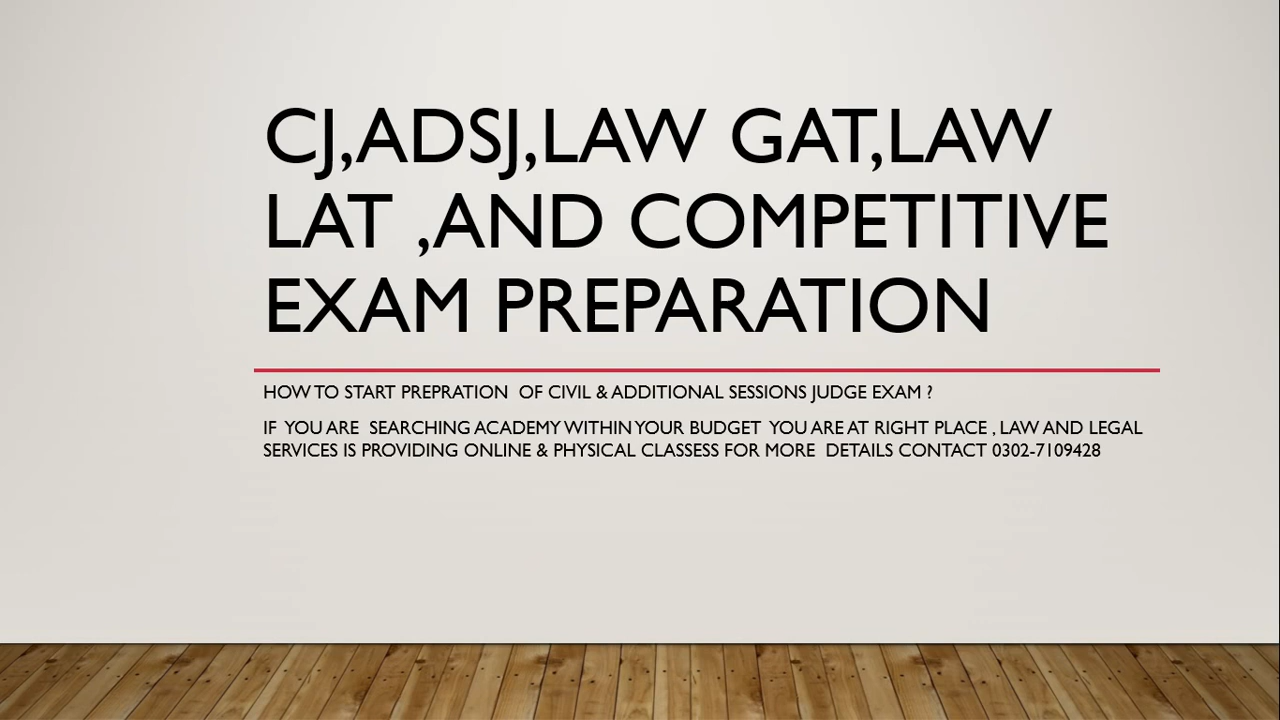 CJ,ADSJ,LAW GAT,LAW
LAT ,AND COMPETITIVE
EXAM PREPARATION
HOW TO START PREPRATION OF CIVIL & ADDITIONAL SESSIONS JUDGE EXAM ?
IF YOU ARE SEARCHING ACADEMY WITHIN YOUR BUDGET YOU ARE AT RIGHT PLACE , LAW AND LEGAL
SERVICES IS PROVIDING ONLINE & PHYSICAL CLASSESS FOR MORE DETAILS CONTACT 0302-7109428